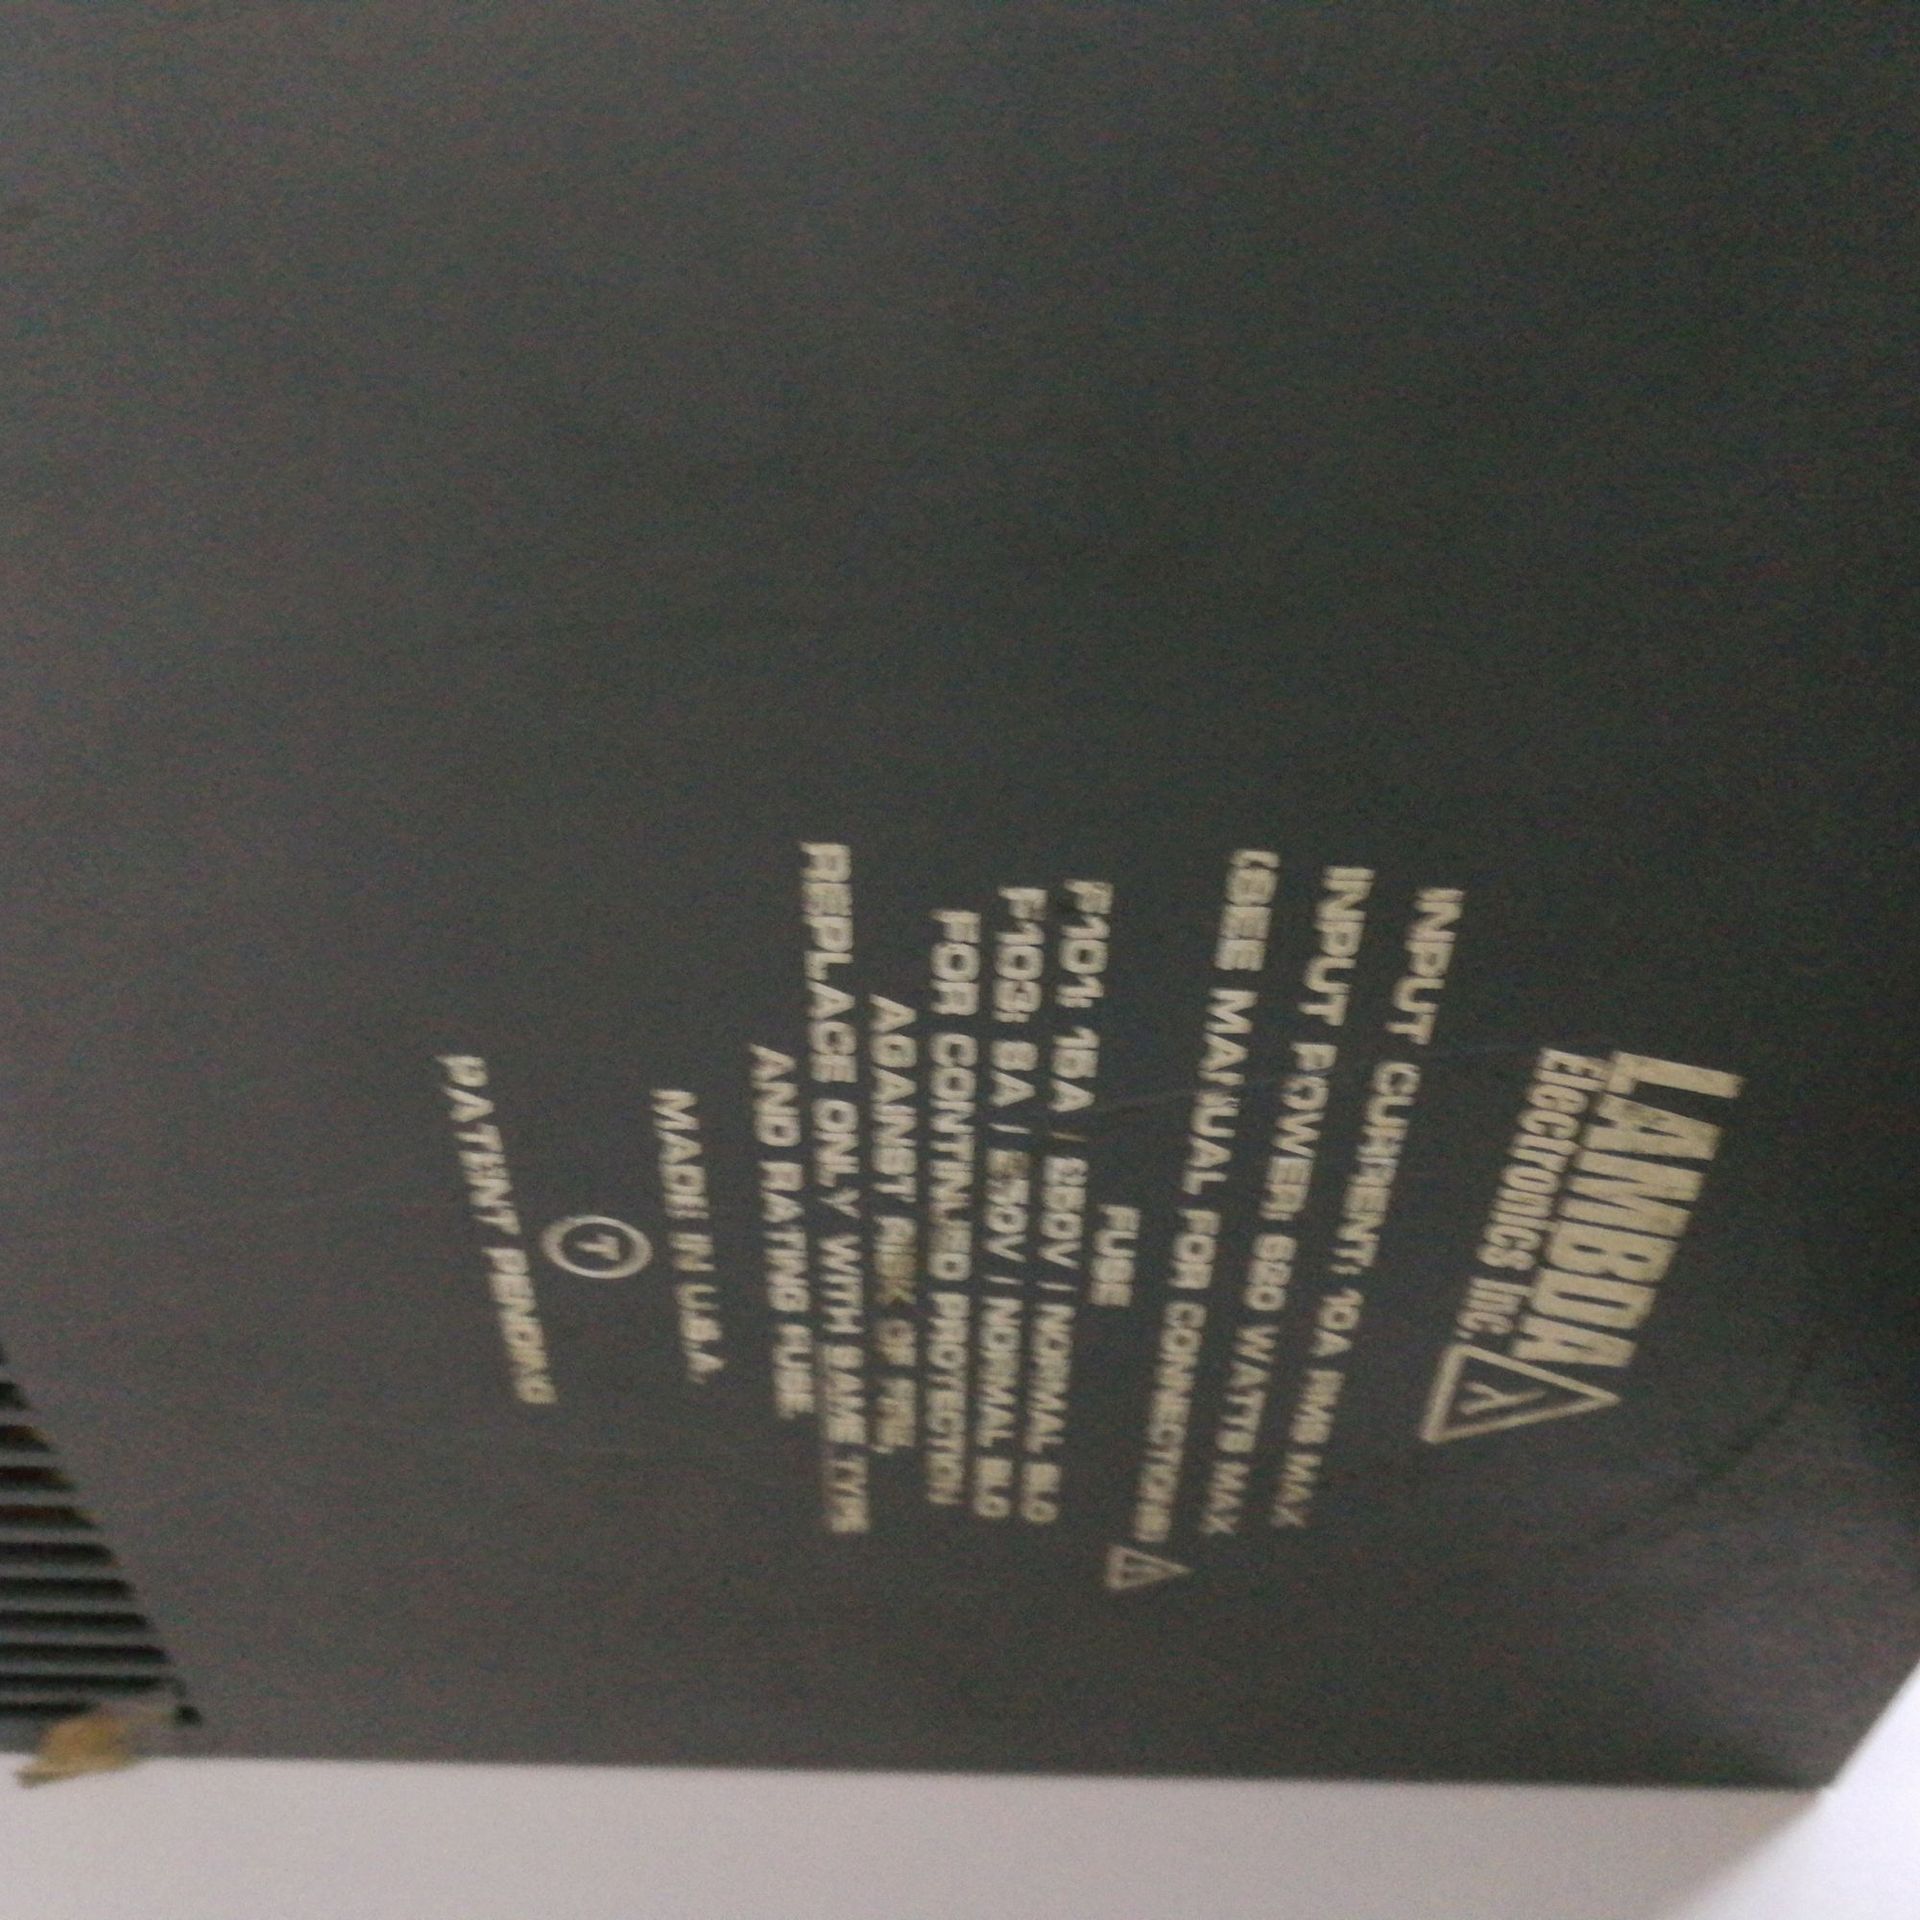 LAMBDA
Electronics Inc.
INPUT CURRENT: 10A RMS MAX
INPUT POWER: 620 WATTS MAX
(SEE MANUAL FOR CONNECTIONS)
FUSE
F101: 15A / 250V / NORMAL BLO
F103: 8A / 250V / NORMAL BLO
FOR CONTINUED PROTECTION
AGAINST RISK OF FIRE,
REPLACE ONLY WITH SAME TYPE
AND RATING FUSE
MADE IN U.S.A.
T
PATENT PENDING